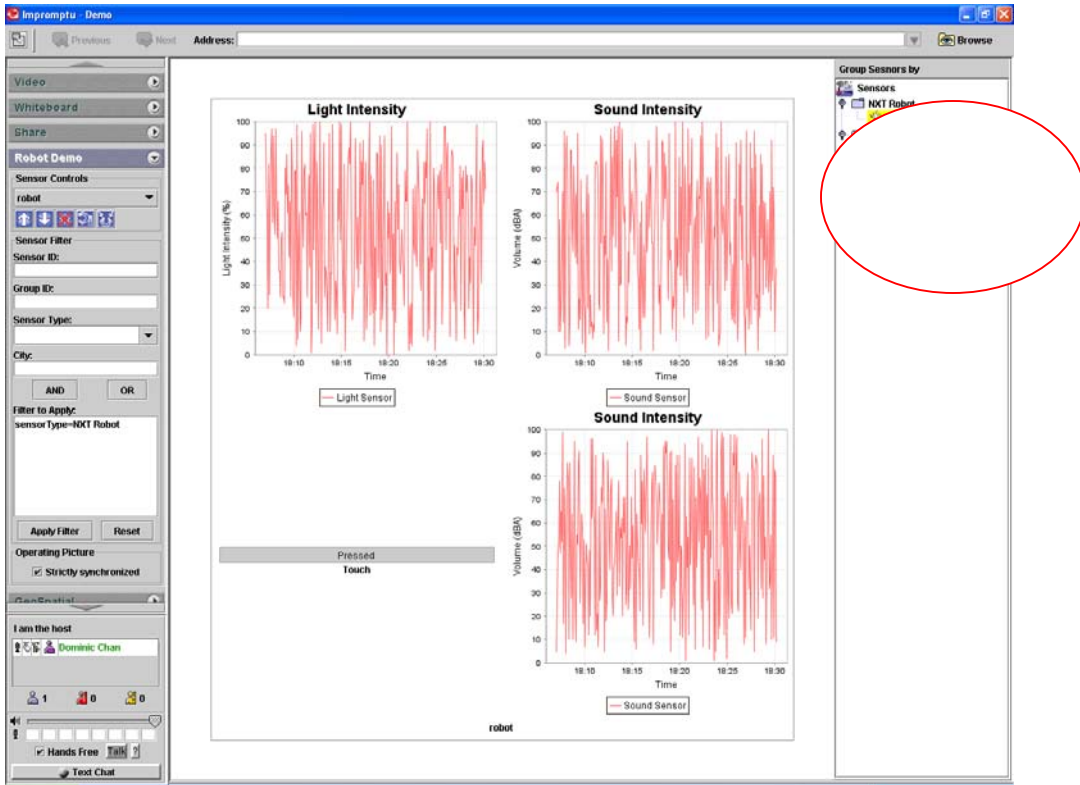 Impromptu - Demo
Previous
Next
Address:
Browse
Video
Whiteboard
Share
Robot Demo
Sensor Controls
robot
Sensor Filter
Sensor ID:
Group ID:
Sensor Type:
City:
AND
OR
Filter to Apply:
sensorType=NXT Robot
Apply Filter
Reset
Operating Picture
Strictly synchronized
GeoSpatial
I am the host
Dominic Chan
1
0
0
Hands Free
Talk
?
Text Chat
Light Intensity
100
90
80
70
60
50
40
30
20
10
0
Light Intensity (%)
18:10
18:15
18:20
18:25
18:30
Time
Light Sensor
Sound Intensity
100
90
80
70
60
50
40
30
20
10
0
Volume (dBA)
18:10
18:15
18:20
18:25
18:30
Time
Sound Sensor
Pressed
Touch
Sound Intensity
100
90
80
70
60
50
40
30
20
10
0
Volume (dBA)
18:10
18:15
18:20
18:25
18:30
Time
Sound Sensor
robot
Group Sesnors by
Sensors
NXT Robot